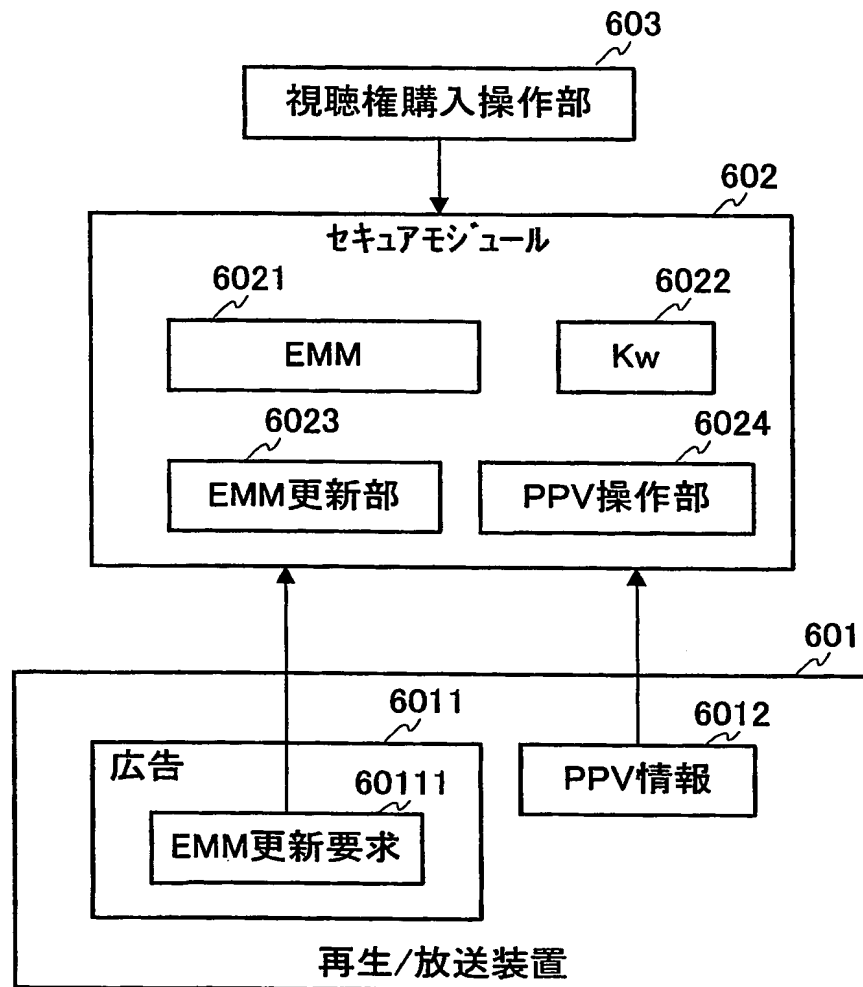 603
視聴権購入操作部
602
セキュアモジュール
6021
EMM
6022
Kw
6023
EMM更新部
6024
PPV操作部
601
6011
広告
60111
EMM更新要求
6012
PPV情報
再生/放送装置